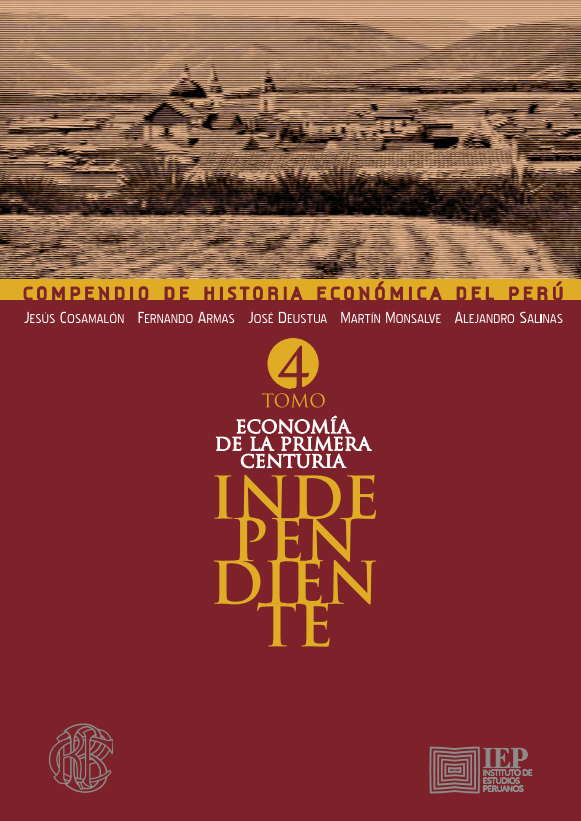 COMPENDIO DE HISTORIA ECONÓMICA DEL PERÚ
JESÚS COSAMALÓN FERNANDO ARMAS JOSÉ DEUSTUA MARTÍN MONSALVE ALEJANDRO SALINAS
4
TOMO
ECONOMÍA
DE LA PRIMERA
CENTURIA
INDE
PEN
DIEN
TE
IEP
INSTITUTO DE
ESTUDIOS
PERUANOS